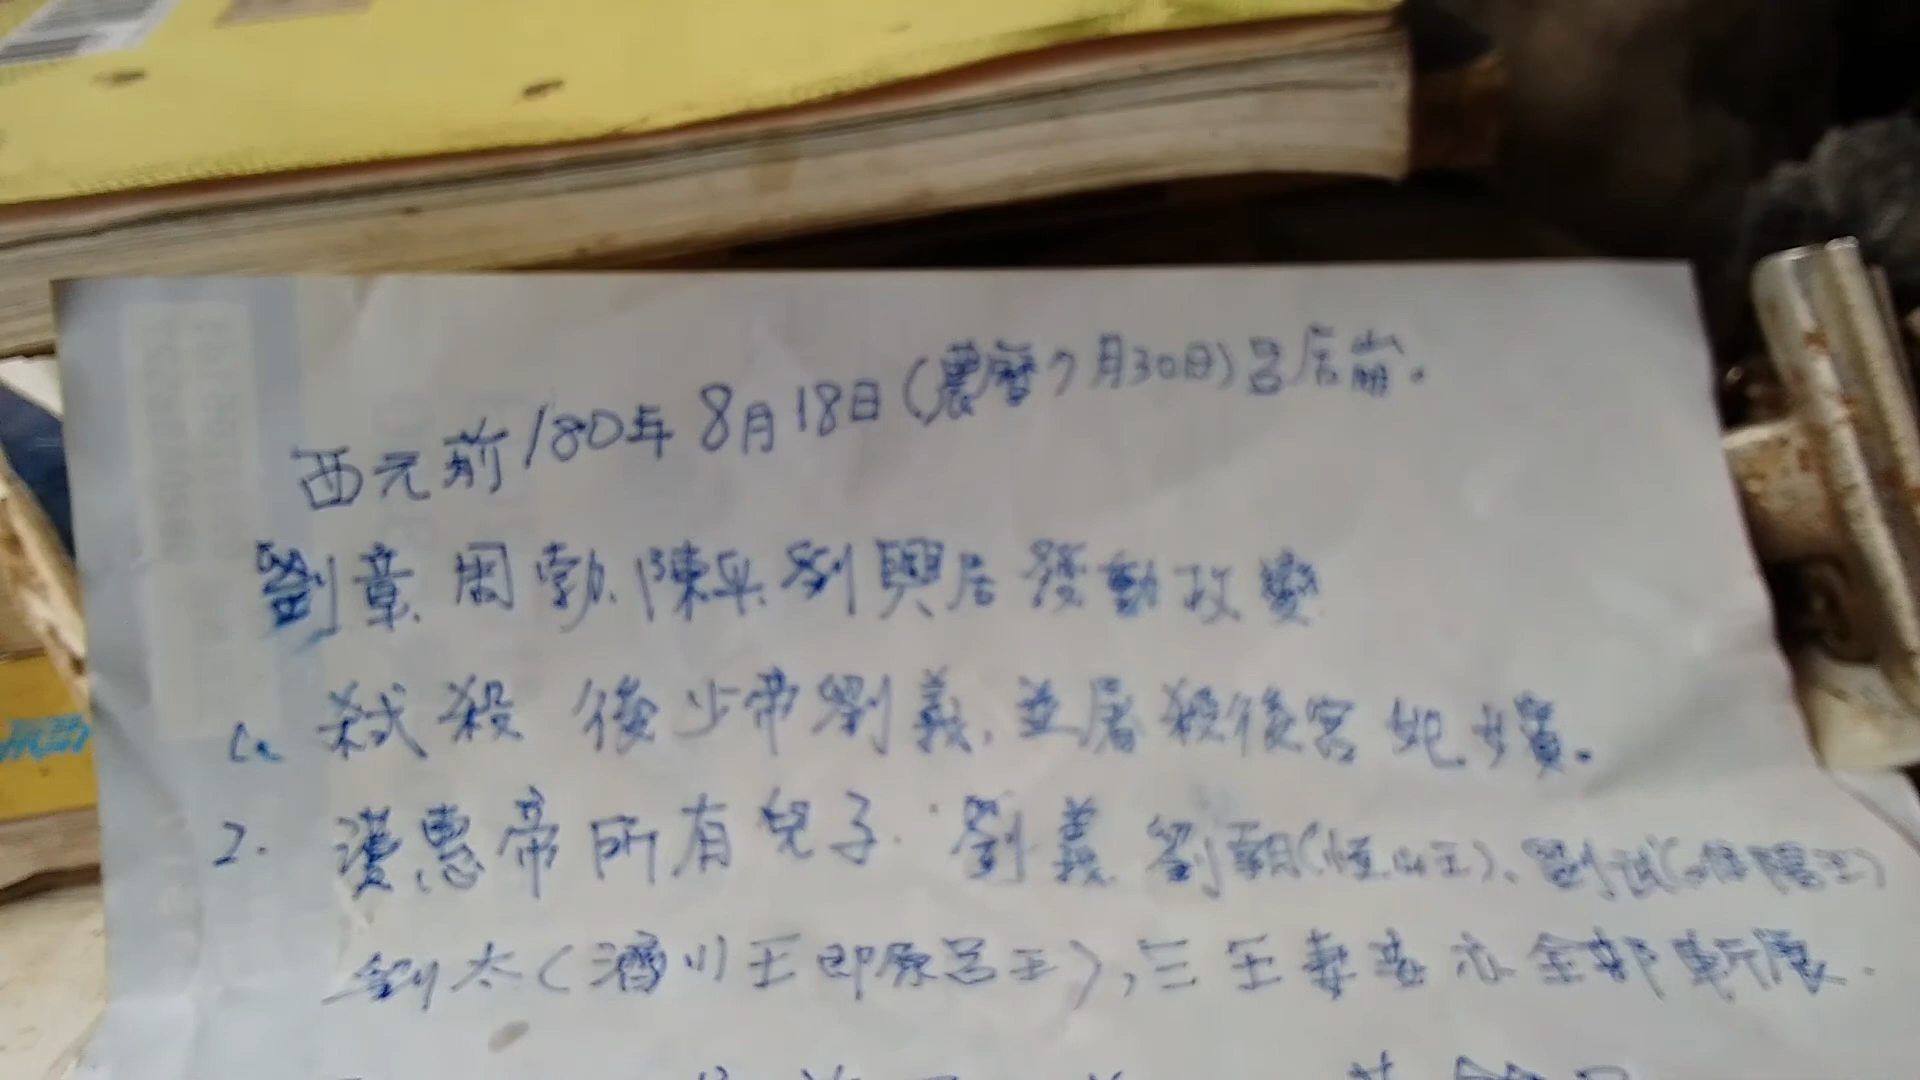 西元前180年8月18日(農曆7月30日)呂后崩.
劉章.周勃.陳平.劉興居發動政變
弒殺 後少帝劉義,並屠殺後宮妃嬪.
2. 漢惠帝所有兒子.劉義 劉朝(恆山王)、劉武(淮陽王)
劉太(濟川王即原呂王),三王妻妾亦全部斬